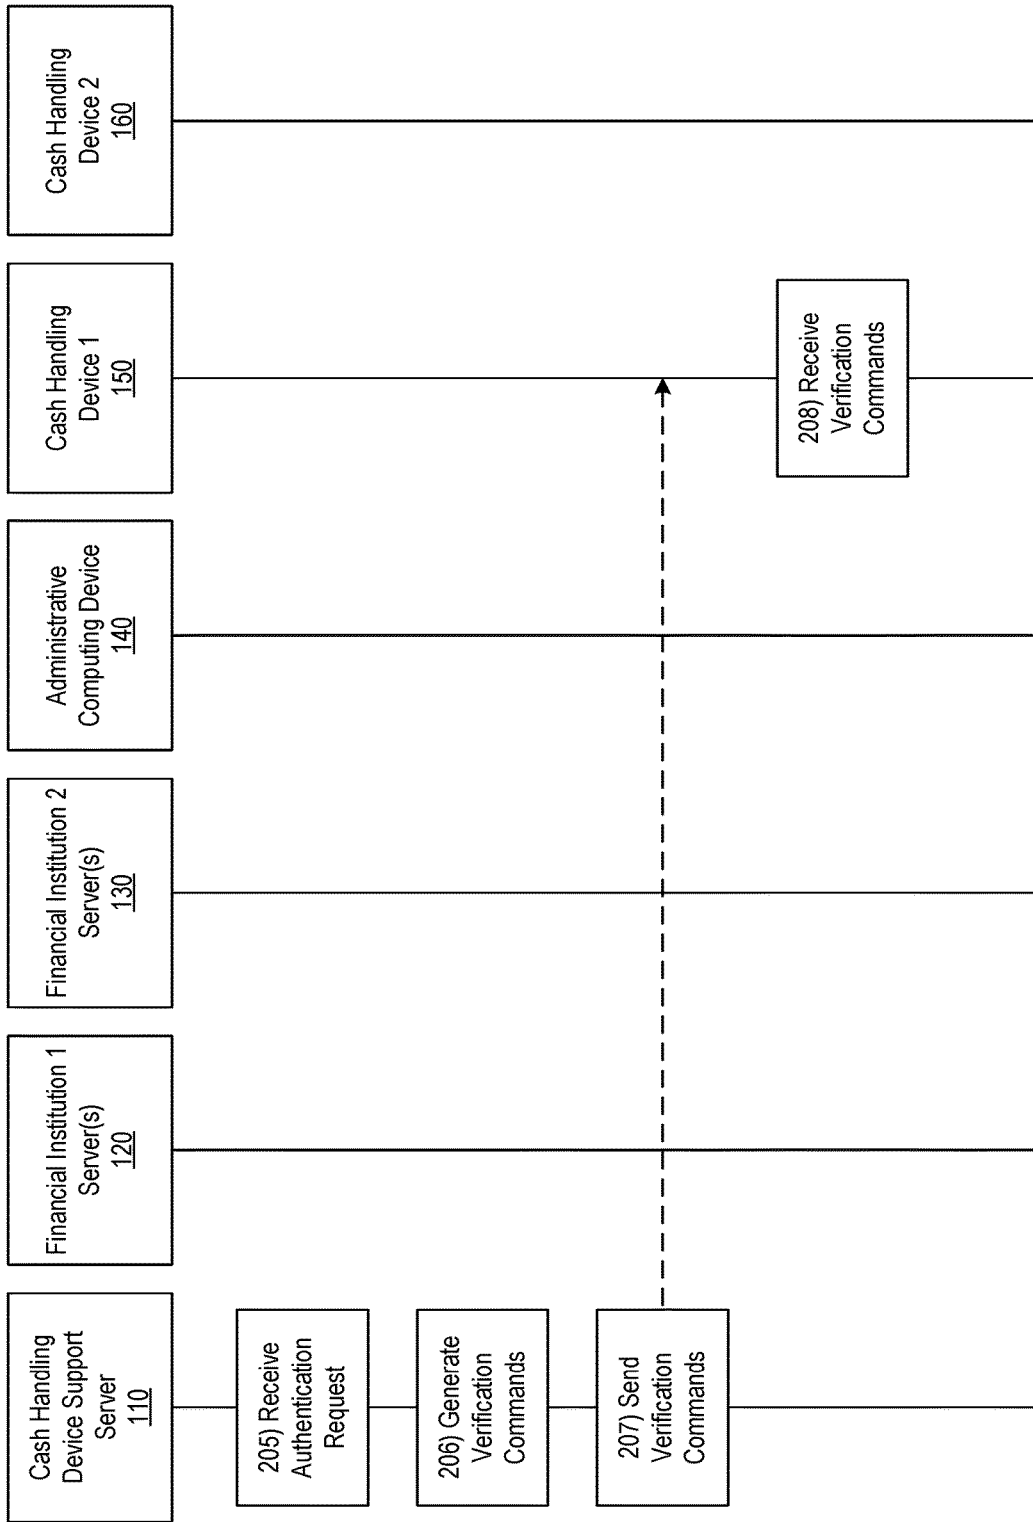 Cash Handling
Device Support
Server
110
Financial Institution 1
Server(s)
120
Financial Institution 2
Server(s)
130
Administrative
Computing Device
140
Cash Handling
Device 1
150
Cash Handling
Device 2
160
205) Receive
Authentication
Request
206) Generate
Verification
Commands
207) Send
Verification
Commands
208) Receive
Verification
Commands